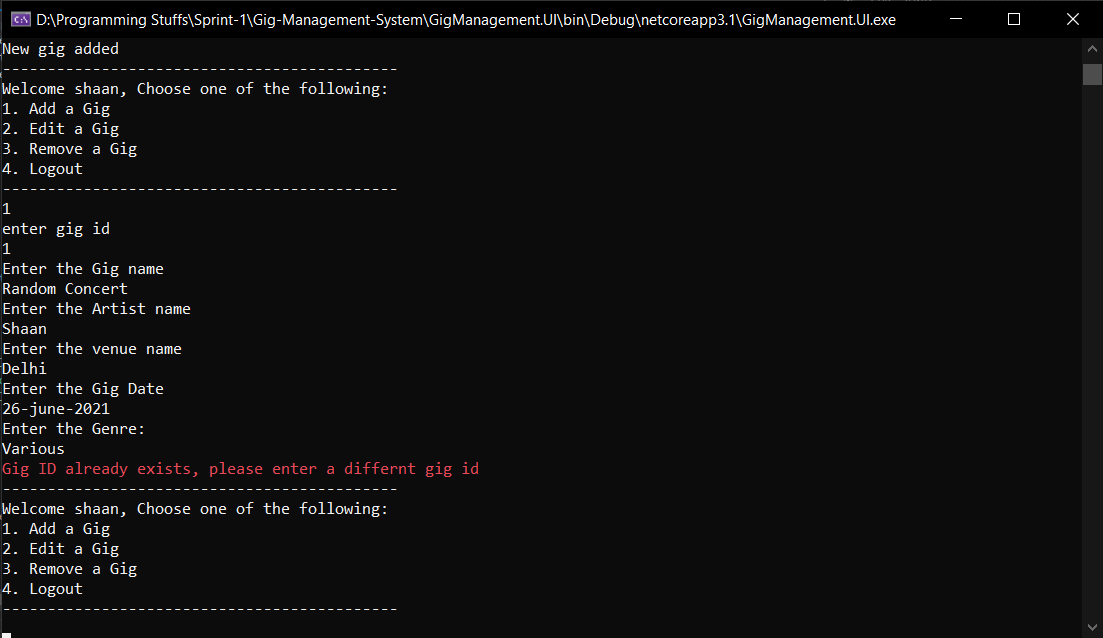 D:\Programming Stuffs\Sprint-1\Gig-Management-System\GigManagement.UI\bin\Debug\netcoreapp3.1\GigManagement.UI.exe
New gig added
--------------------------------------------
Welcome shaan, Choose one of the following:
1. Add a Gig
2. Edit a Gig
3. Remove a Gig
4. Logout
--------------------------------------------
1
enter gig id
1
Enter the Gig name
Random Concert
Enter the Artist name
Shaan
Enter the venue name
Delhi
Enter the Gig Date
26-june-2021
Enter the Genre:
Various
Gig ID already exists, please enter a differnt gig id
--------------------------------------------
Welcome shaan, Choose one of the following:
1. Add a Gig
2. Edit a Gig
3. Remove a Gig
4. Logout
--------------------------------------------